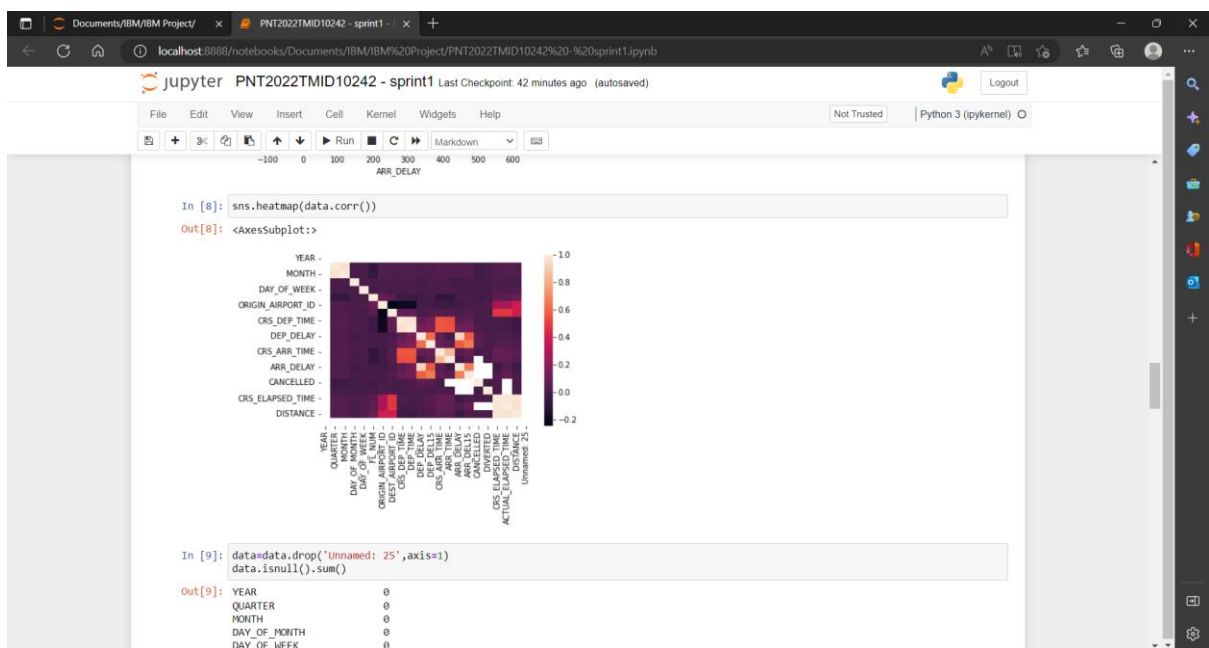 Documents/IBM/IBM Project/
PNT2022TMID10242 - sprint1 - J
localhost:8888/notebooks/Documents/IBM/IBM%20Project/PNT2022TMID10242%20-%20sprint1.ipynb
jupyter PNT2022TMID10242 - sprint1 Last Checkpoint: 42 minutes ago (autosaved)
Logout
File Edit View Insert Cell Kernel Widgets Help
Not Trusted
Python 3 (ipykernel)
Run
Markdown
−100 0 100 200 300 400 500 600
ARR_DELAY
In [8]: sns.heatmap(data.corr())
Out[8]: <AxesSubplot:>
YEAR
MONTH
DAY_OF_WEEK
ORIGIN_AIRPORT_ID
CRS_DEP_TIME
DEP_DELAY
CRS_ARR_TIME
ARR_DELAY
CANCELLED
CRS_ELAPSED_TIME
DISTANCE
1.0
0.8
0.6
0.4
0.2
0.0
−0.2
YEAR
QUARTER
MONTH
DAY_OF_MONTH
DAY_OF_WEEK
FL_NUM
ORIGIN_AIRPORT_ID
DEST_AIRPORT_ID
CRS_DEP_TIME
DEP_TIME
DEP_DELAY
DEP_DEL15
CRS_ARR_TIME
ARR_TIME
ARR_DELAY
ARR_DEL15
CANCELLED
DIVERTED
CRS_ELAPSED_TIME
ACTUAL_ELAPSED_TIME
DISTANCE
Unnamed: 25
In [9]: data=data.drop('Unnamed: 25',axis=1)
data.isnull().sum()
Out[9]: YEAR 0
QUARTER 0
MONTH 0
DAY_OF_MONTH 0
DAY_OF_WEEK 0